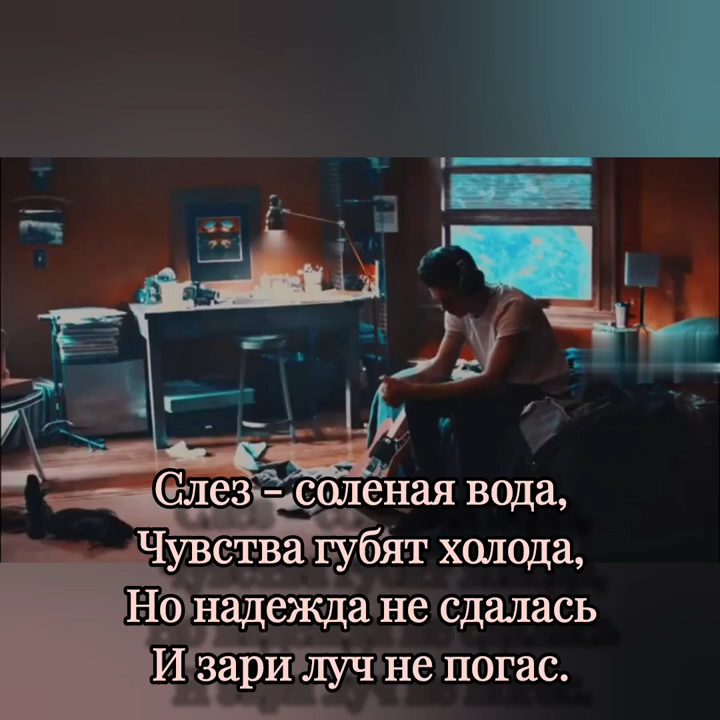 Слез – соленая вода,
Чувства губят холода,
Но надежда не сдалась
И зари луч не погас.